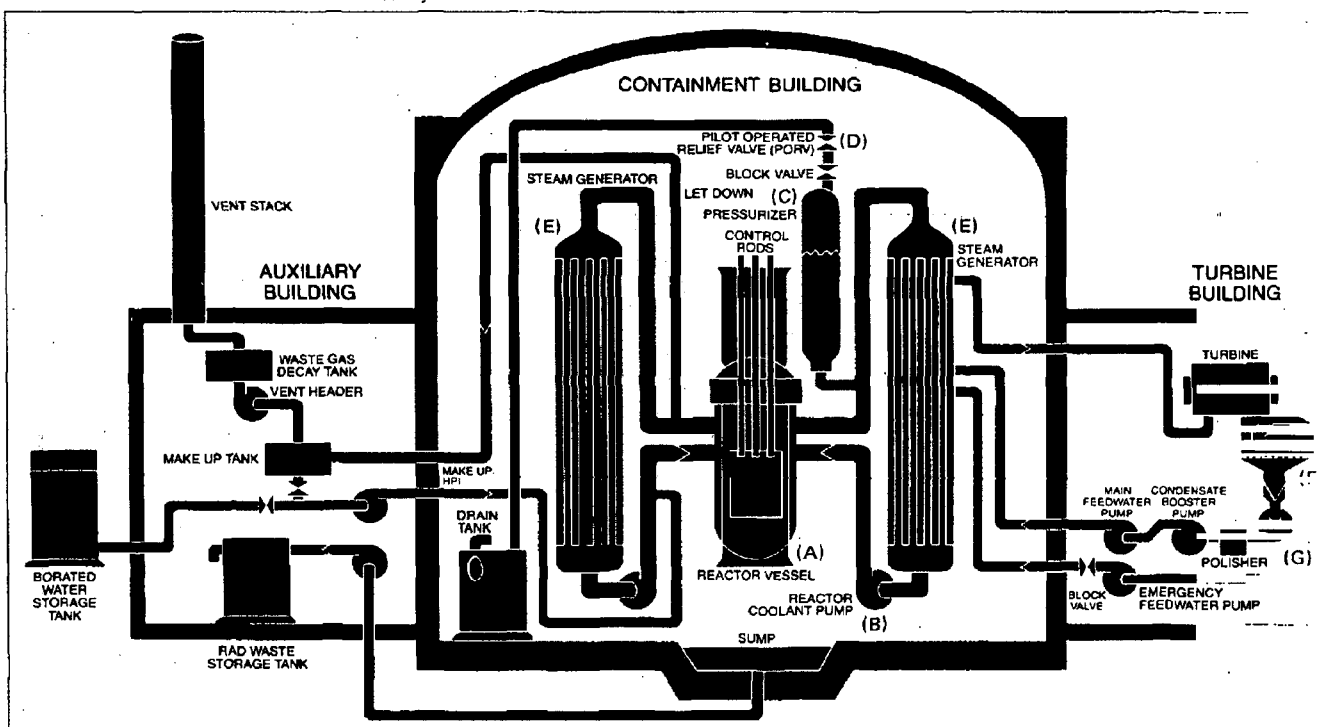 CONTAINMENT BUILDING
PILOT OPERATED
RELIEF VALVE (PORV)
(D)
BLOCK VALVE
STEAM GENERATOR
LET DOWN
(C)
PRESSURIZER
(E)
CONTROL
RODS
(E)
STEAM
GENERATOR
VENT STACK
AUXILIARY
BUILDING
TURBINE
BUILDING
WASTE GAS
DECAY TANK
VENT HEADER
TURBINE
MAKE UP TANK
MAKE UP
HPI
DRAIN
TANK
MAIN
FEEDWATER
PUMP
CONDENSATE
BOOSTER
PUMP
(A)
REACTOR VESSEL
POLISHER
(G)
BORATED
WATER
STORAGE
TANK
REACTOR
COOLANT PUMP
(B)
BLOCK
VALVE
EMERGENCY
FEEDWATER PUMP
RAD WASTE
STORAGE TANK
SUMP